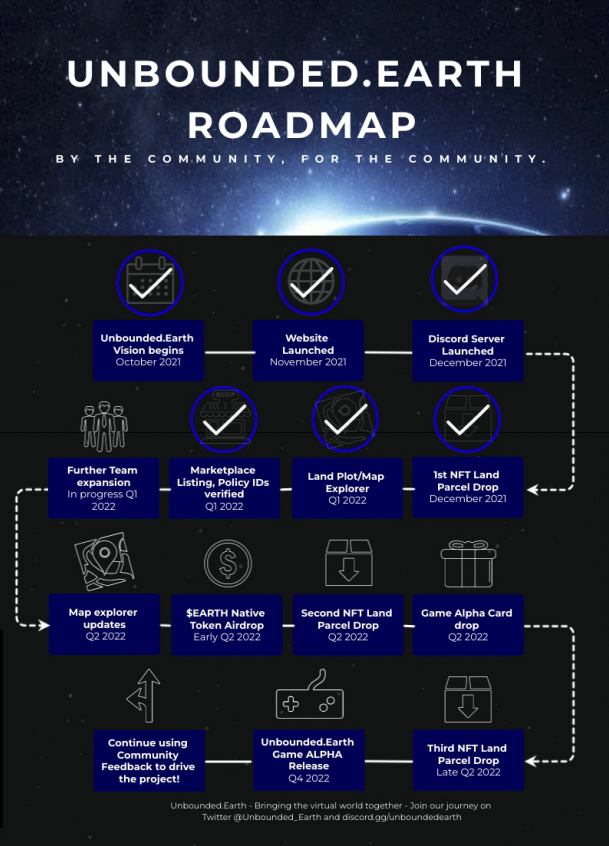 UNBOUNDED.EARTH
ROADMAP
BY THE COMMUNITY, FOR THE COMMUNITY.
Unbounded.Earth
Vision begins
October 2021
Website
Launched
November 2021
Discord Server
Launched
December 2021
1st NFT Land
Parcel Drop
December 2021
Land Plot/Map
Explorer
Q1 2022
Marketplace
Listing, Policy IDs
verified
Q1 2022
Further Team
expansion
In progress Q1
2022
Map explorer
updates
Q2 2022
$EARTH Native
Token Airdrop
Early Q2 2022
Second NFT Land
Parcel Drop
Q2 2022
Game Alpha Card
drop
Q2 2022
Third NFT Land
Parcel Drop
Late Q2 2022
Unbounded.Earth
Game ALPHA
Release
Q4 2022
Continue using
Community
Feedback to drive
the project!
Unbounded.Earth - Bringing the virtual world together - Join our journey on
Twitter @Unbounded_Earth and discord.gg/unboundedearth